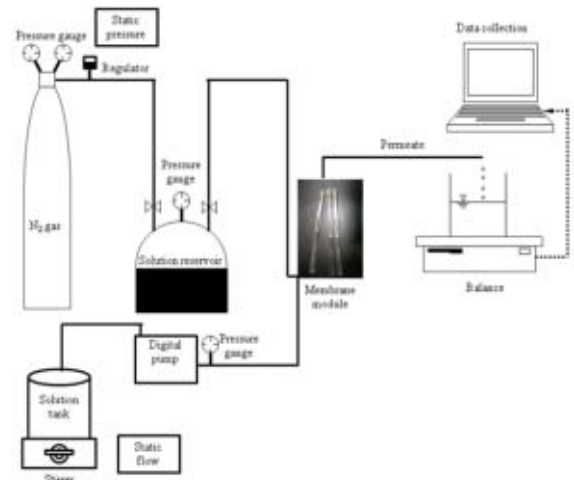 Static
pressure
Pressure gauge
Regulator
Data collection
Permeate
Pressure
gauge
N2 gas
Solution reservoir
Membrane
module
Balance
Digital
pump
Pressure
gauge
Solution
tank
Static
flow
Stirrer